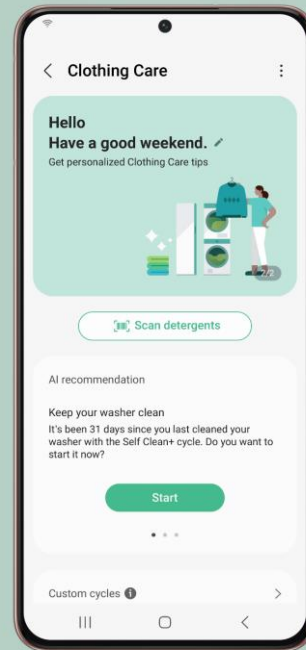 Clothing Care
Hello
Have a good weekend.
Get personalized Clothing Care tips
2/2
Scan detergents
AI recommendation
Keep your washer clean
It's been 31 days since you last cleaned your
washer with the Self Clean+ cycle. Do you want to
start it now?
Start
Custom cycles